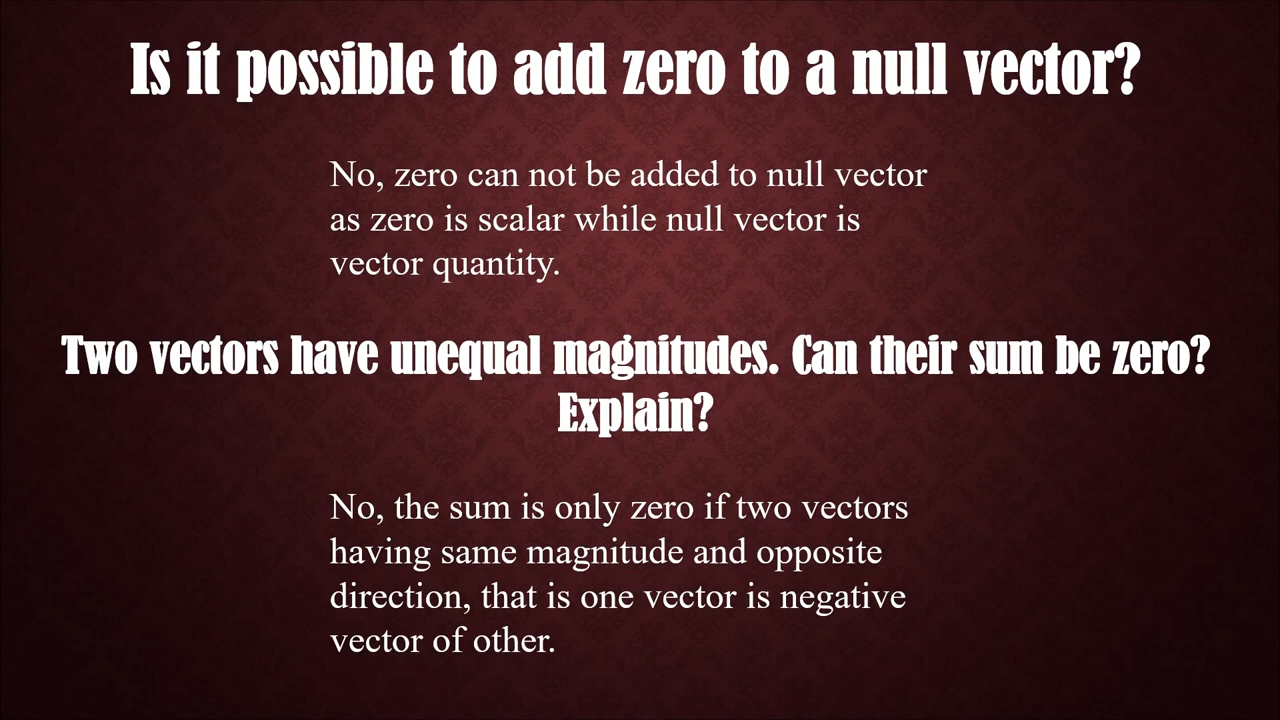 Is it possible to add zero to a null vector?
No, zero can not be added to null vector
as zero is scalar while null vector is
vector quantity.
Two vectors have unequal magnitudes. Can their sum be zero?
Explain?
No, the sum is only zero if two vectors
having same magnitude and opposite
direction, that is one vector is negative
vector of other.